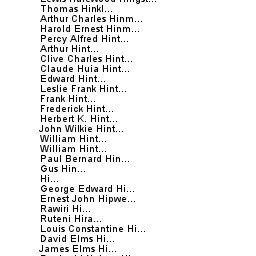 Thomas Hinkl...
Arthur Charles Hinm...
Harold Ernest Hinm...
Percy Alfred Hint...
Arthur Hint...
Clive Charles Hint...
Claude Huia Hint...
Edward Hint...
Leslie Frank Hint...
Frank Hint...
Frederick Hint...
Herbert K. Hint...
John Wilkie Hint...
William Hint...
William Hint...
Paul Bernard Hin...
Gus Hin...
Hi...
George Edward Hi...
Ernest John Hipwe...
Rawiri Hi...
Ruteni Hira...
Louis Constantine Hi...
David Elms Hi...
James Elms Hi...